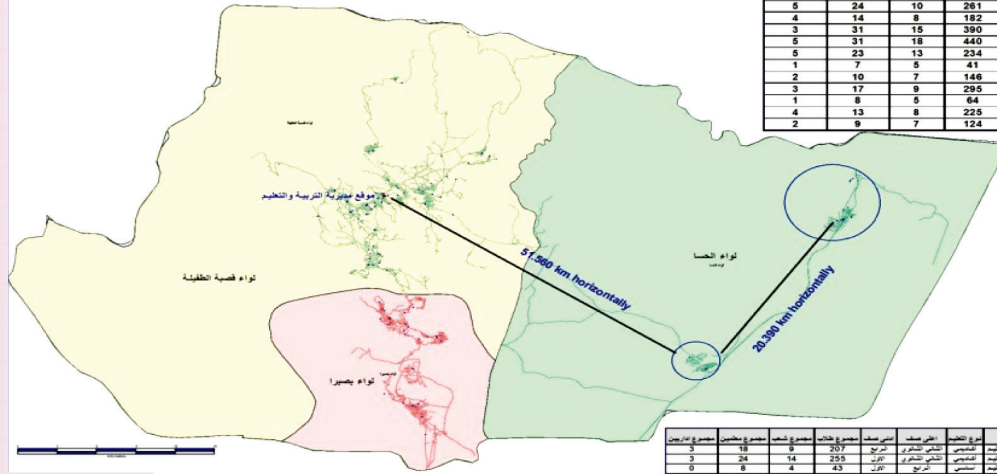 5 24 10 261
4 14 8 182
3 31 15 390
5 31 18 440
5 23 13 234
1 7 5 41
2 10 7 146
3 17 9 295
1 8 5 64
4 13 8 225
2 9 7 124
لواء قصبة الطفيلة
موقع مديرية التربية والتعليم
لواء الحسا
51.560 km horizontally
لواء قصبة الطفيلة
20.390 km horizontally
لواء بصيرا
نوع التعليم اعلى صف ادنى صف مجموع طلاب مجموع شعب مجموع معلمين مجموع اداريين
أكاديمي الثاني الثانوي الرابع 207 9 18 3
أكاديمي الثاني الثانوي الاول 255 14 24 3
اساسي الرابع الاول 43 4 8 0